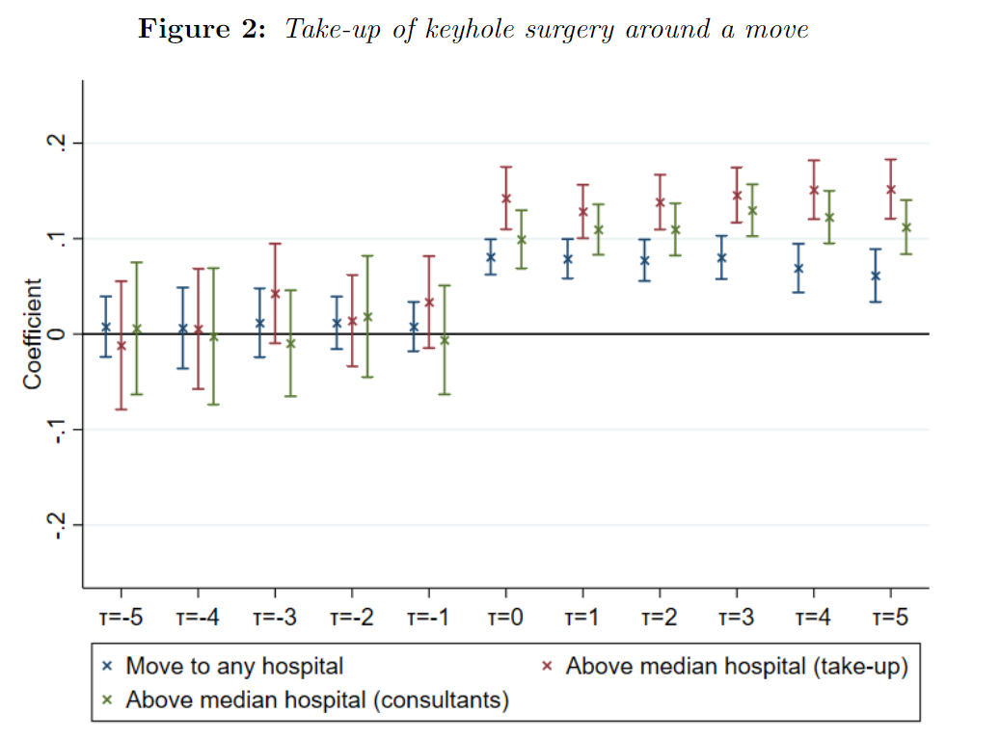 Figure 2: Take-up of keyhole surgery around a move
.2
.1
0
-.1
-.2
Coefficient
τ=-5 τ=-4 τ=-3 τ=-2 τ=-1 τ=0 τ=1 τ=2 τ=3 τ=4 τ=5
Move to any hospital Above median hospital (take-up)
Above median hospital (consultants)